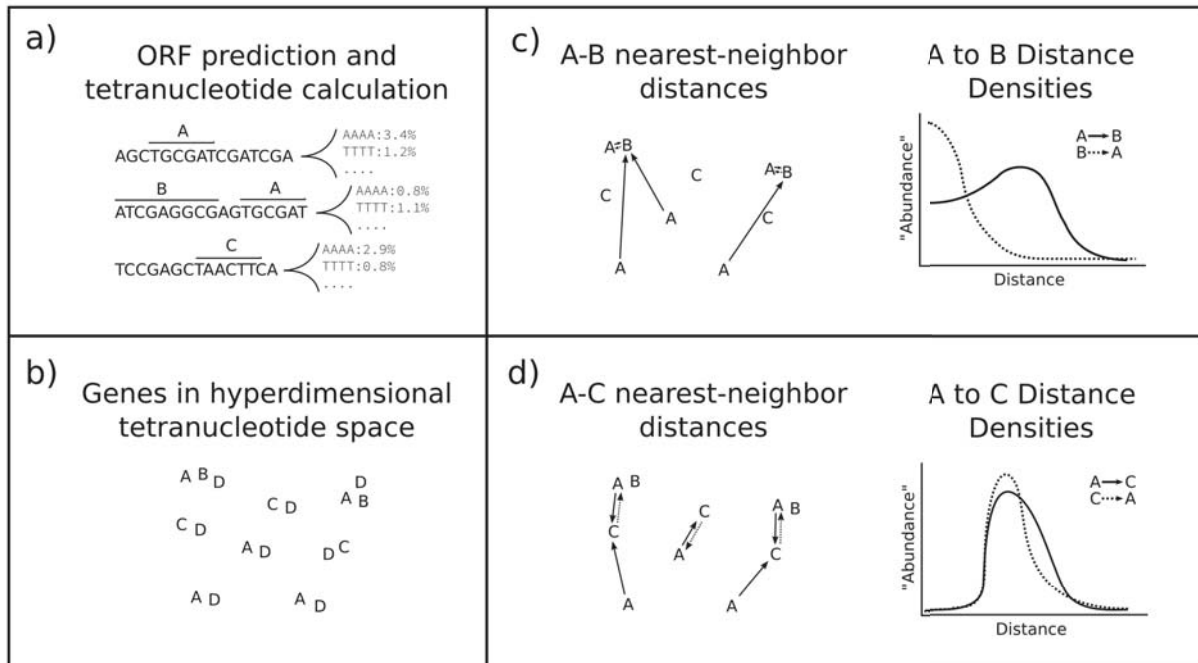 a)
ORF prediction and
tetranucleotide calculation
A
AGCTGCGATCGATCGA
AAAA:3.4%
TTTT:1.2%
....
B A
ATCGAGGCGAGTGCGAT
AAAA:0.8%
TTTT:1.1%
....
C
TCCGAGCTAACTTCA
AAAA:2.9%
TTTT:0.8%
....
b)
Genes in hyperdimensional
tetranucleotide space
A B D
D
C D
A B
C D
A D
D C
A D
A D
c)
A-B nearest-neighbor
distances
A⇌B
C
C
A⇌B
A
C
A
A
A to B Distance
Densities
A B
B A
"Abundance"
Distance
d)
A-C nearest-neighbor
distances
A B
C
A B
C
A
C
A
A
A to C Distance
Densities
A C
C A
"Abundance"
Distance